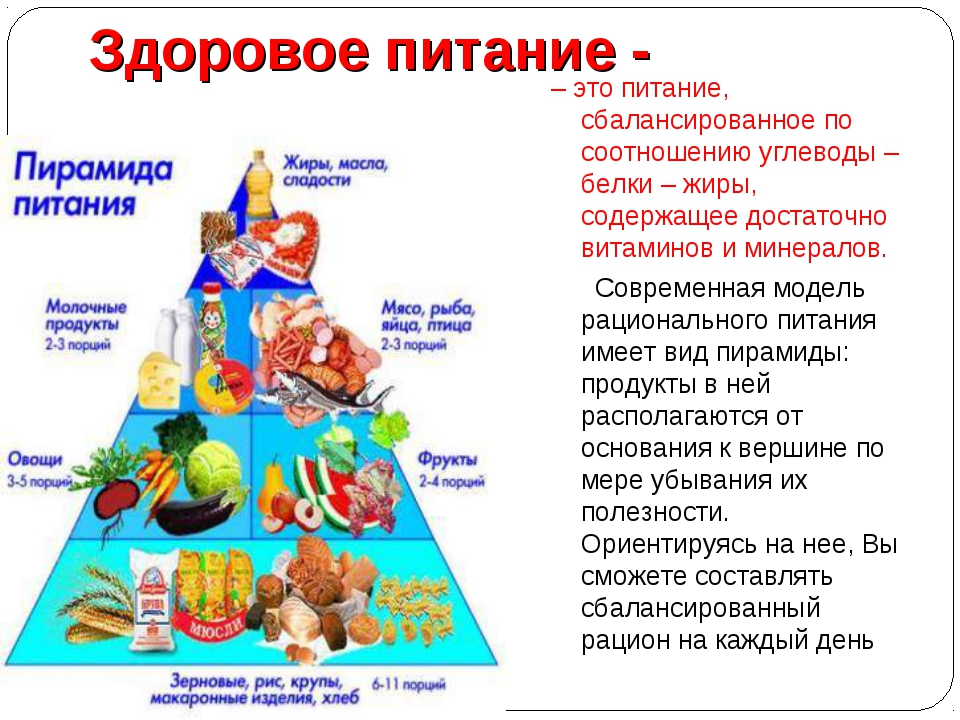 Здоровое питание -
– это питание,
сбалансированное по
соотношению углеводы –
белки – жиры,
содержащее достаточно
витаминов и минералов.
Современная модель
рационального питания
имеет вид пирамиды:
продукты в ней
располагаются от
основания к вершине по
мере убывания их
полезности.
Ориентируясь на нее, Вы
сможете составлять
сбалансированный
рацион на каждый день
Пирамида
питания
Жиры, масла,
сладости
Молочные
продукты
2-3 порций
Мясо, рыба,
яйца, птица
2-3 порций
Овощи
3-5 порций
Фрукты
2-4 порций
КРУПА
МЮСЛИ
Зерновые, рис, крупы,
макаронные изделия, хлеб
6-11 порций